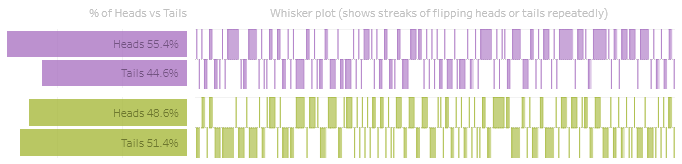 % of Heads vs Tails
Whisker plot (shows streaks of flipping heads or tails repeatedly)
Heads 55.4%
Tails 44.6%
Heads 48.6%
Tails 51.4%